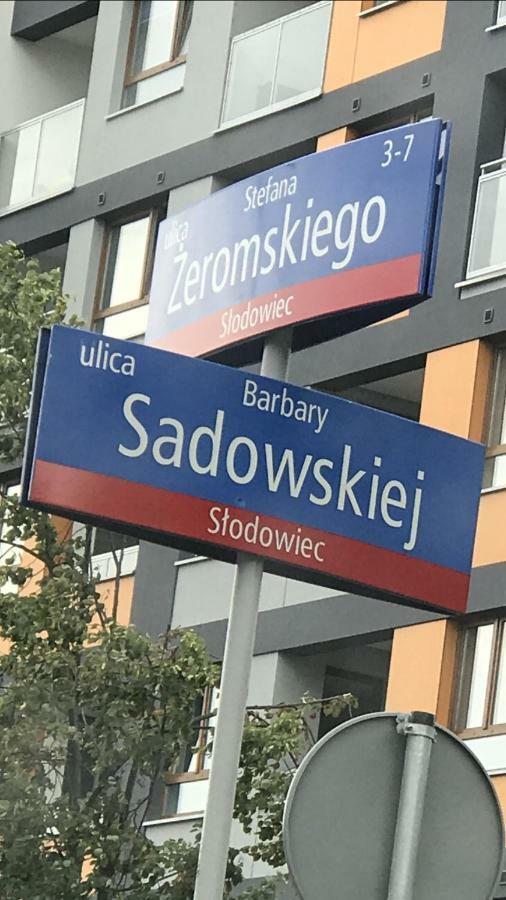 3-7
Stefana
ulica
Żeromskiego
Słodowiec
ulica
Barbary
Sadowskiej
Słodowiec